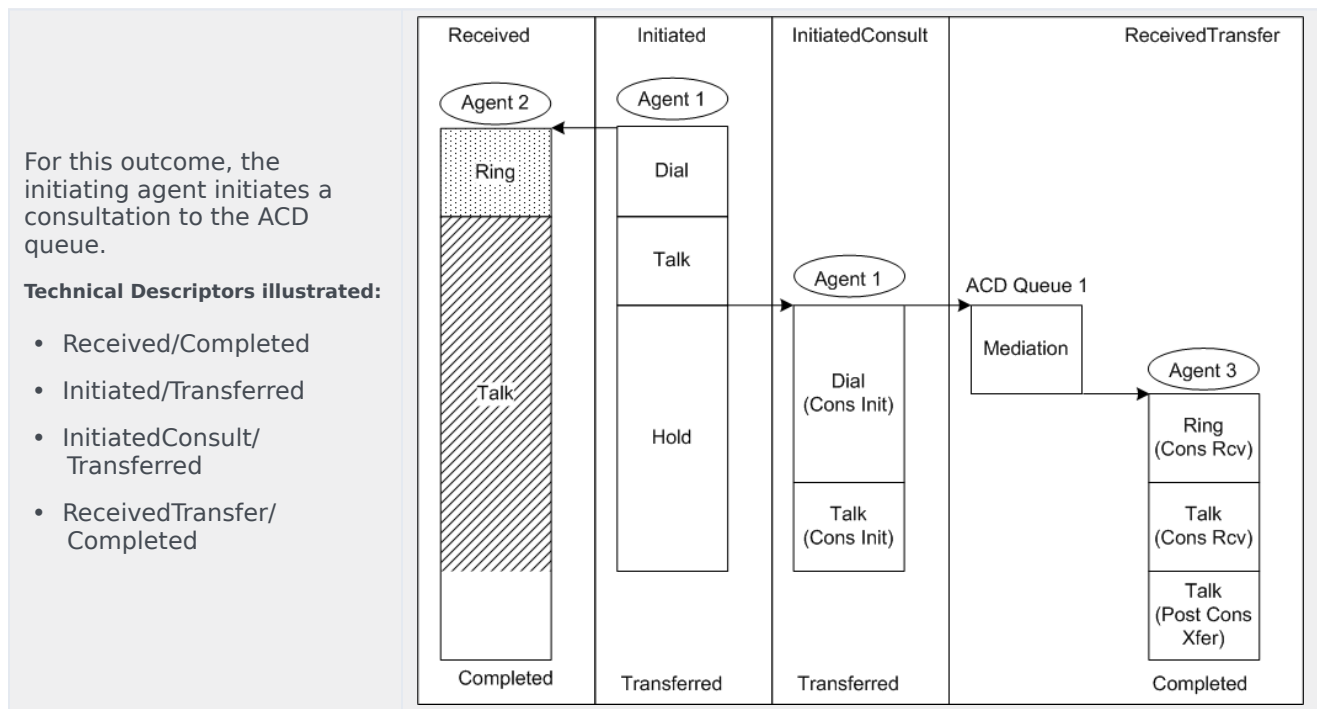 For this outcome, the
initiating agent initiates a
consultation to the ACD
queue.
Technical Descriptors illustrated:
• Received/Completed
• Initiated/Transferred
• InitiatedConsult/
Transferred
• ReceivedTransfer/
Completed
Received
Initiated
InitiatedConsult
ReceivedTransfer
Agent 2
Agent 1
Ring
Dial
Talk
Agent 1
ACD Queue 1
Mediation
Agent 3
Talk
Hold
Dial
(Cons Init)
Ring
(Cons Rcv)
Talk
(Cons Init)
Talk
(Cons Rcv)
Talk
(Post Cons
Xfer)
Completed
Transferred
Transferred
Completed